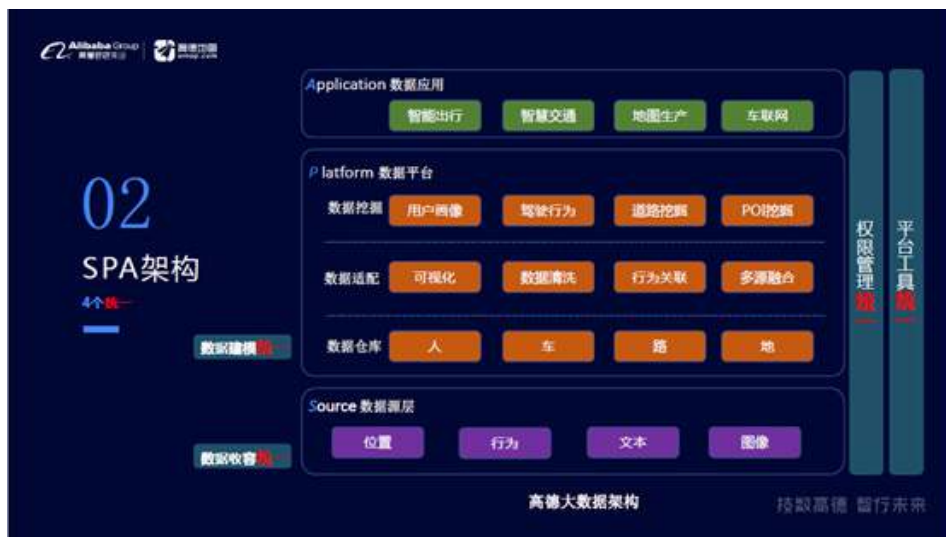 Alibaba Group
高德地图
amap.com
Application 数据应用
智能出行 智慧交通 地图生产 车联网
02
SPA架构
4个统一
Platform 数据平台
数据挖掘 用户画像 驾驶行为 道路挖掘 POI挖掘
数据适配 可视化 数据清洗 行为关联 多源融合
数据建模统一
数据仓库 人 车 路 地
Source 数据源层
位置 行为 文本 图像
数据收容统一
权限管理统一
平台工具统一
高德大数据架构
技数高德 智行未来